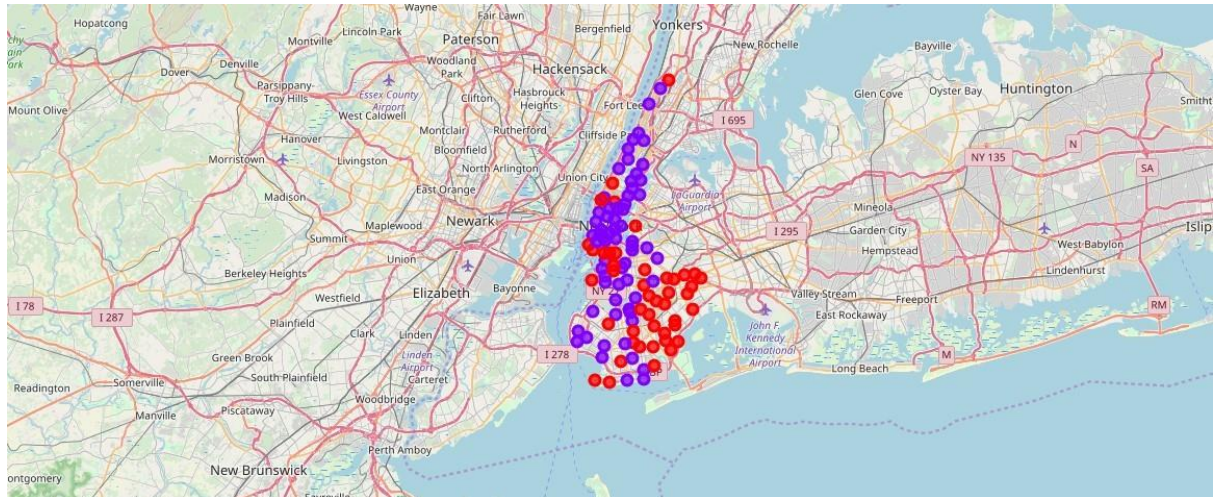 Hopatcong
Wayne
Fair Lawn
Bergenfield
Yonkers
Lincoln Park
Montville
Paterson
New Rochelle
Bayville
Denville
Woodland
Park
Hackensack
Dover
Parsippany-
Troy Hills
Essex County
Airport
Clifton
Hasbrouck
Heights
Huntington
Oyster Bay
Glen Cove
Smith
Mount Olive
West Caldwell
Fort Lee
I 695
Rutherford
Hanover
Montclair
Cliffside
Bloomfield
N
NY 135
Morristown
Livingston
North Arlington
SA
Union City
East Orange
LaGuardia
Airport
Madison
Mineola
Maplewood
Newark
Garden City
I 295
Islip
Summit
Hempstead
West Babylon
Union
Berkeley Heights
Lindenhurst
Bayonne
Elizabeth
NY 2
Valley Stream
Freeport
Westfield
I 78
I 287
East Rockaway
RM
Plainfield
Clark
Linden
John F.
Kennedy
International
Airport
Green Brook
I 278
M
Linden
Airport
Long Beach
South Plainfield
Carteret
Somerville
Readington
Woodbridge
Piscataway
Manville
Perth Amboy
New Brunswick
ontgomery